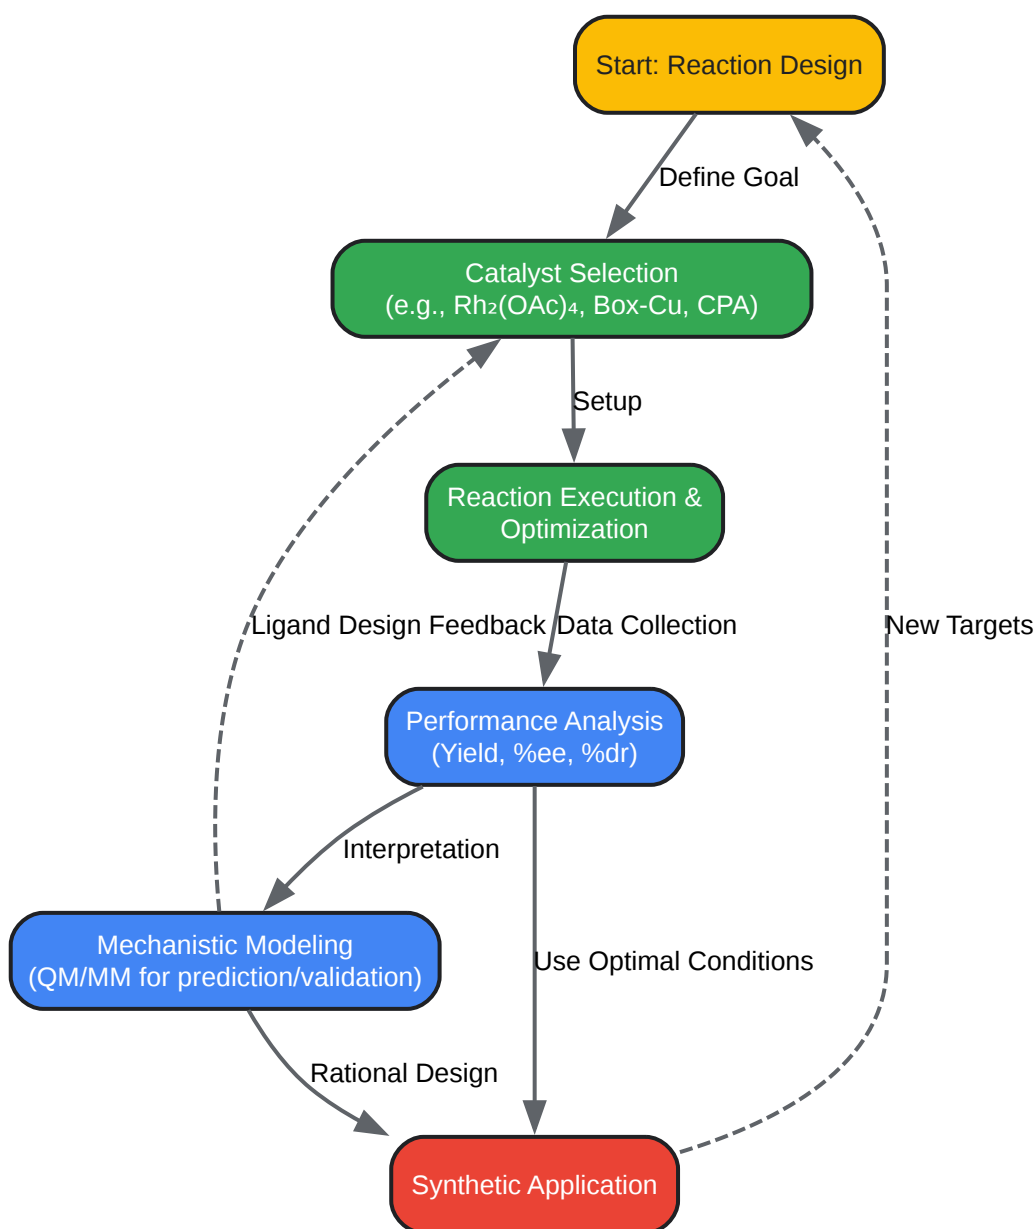 Start: Reaction Design
Define Goal
Catalyst Selection
(e.g., Rh₂(OAc)₄, Box-Cu, CPA)
Setup
Reaction Execution &
Optimization
Ligand Design Feedback
Data Collection
New Targets
Performance Analysis
(Yield, %ee, %dr)
Interpretation
Mechanistic Modeling
(QM/MM for prediction/validation)
Use Optimal Conditions
Rational Design
Synthetic Application